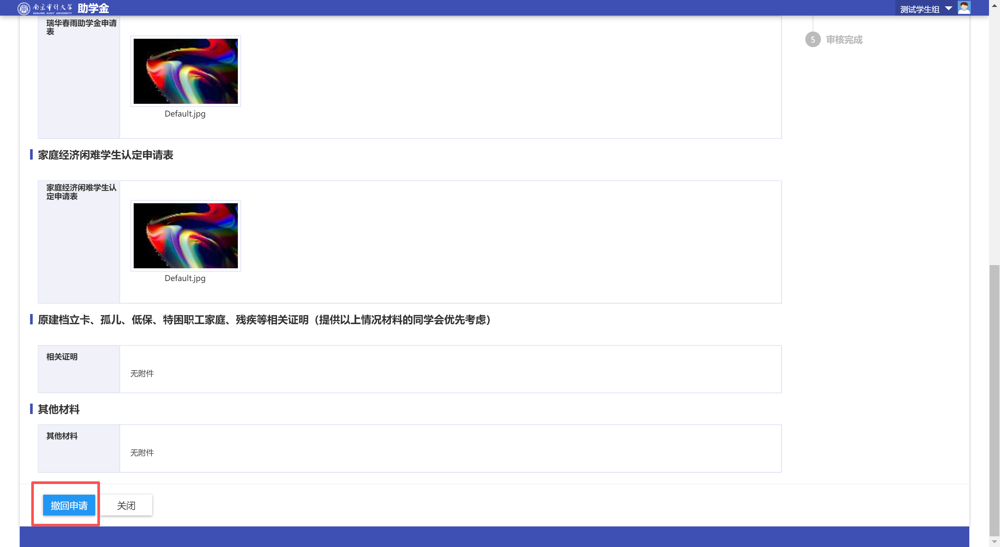 南京审计大学
NANJING AUDIT UNIVERSITY
助学金
测试学生组
瑞华春雨助学金申请
表
Default.jpg
5 审核完成
家庭经济闲难学生认定申请表
家庭经济闲难学生认
定申请表
Default.jpg
原建档立卡、孤儿、低保、特困职工家庭、残疾等相关证明（提供以上情况材料的同学会优先考虑）
相关证明
无附件
其他材料
其他材料
无附件
撤回申请
关闭